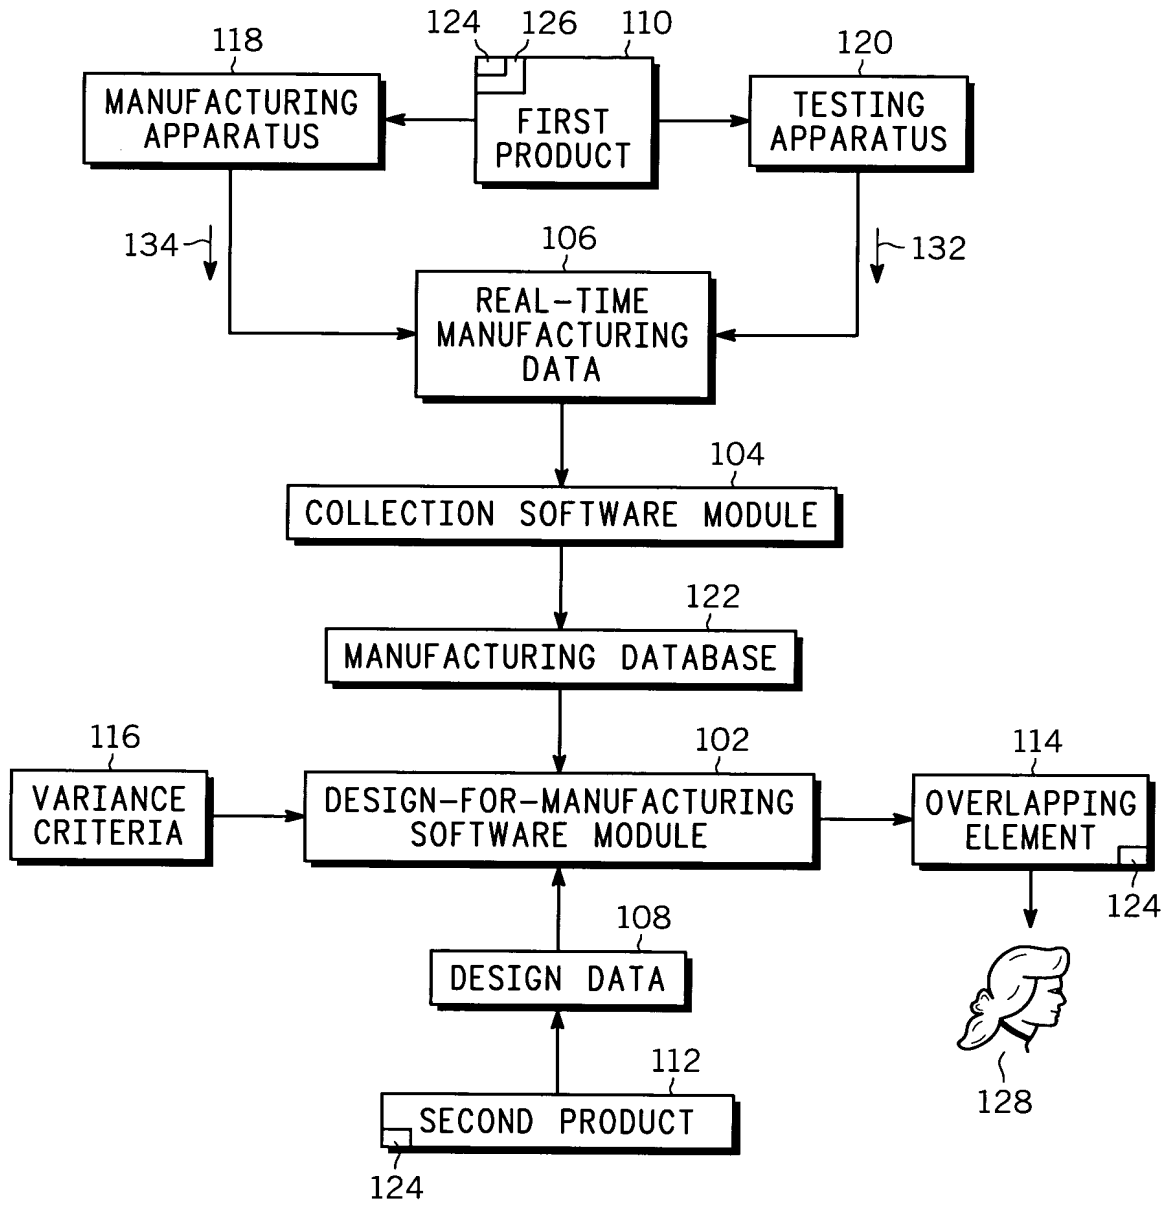 124 126 110
118
120
MANUFACTURING
APPARATUS
FIRST
PRODUCT
TESTING
APPARATUS
134
106
132
REAL-TIME
MANUFACTURING
DATA
104
COLLECTION SOFTWARE MODULE
122
MANUFACTURING DATABASE
116
102
114
VARIANCE
CRITERIA
DESIGN-FOR-MANUFACTURING
SOFTWARE MODULE
OVERLAPPING
ELEMENT
124
108
DESIGN DATA
112
128
SECOND PRODUCT
124